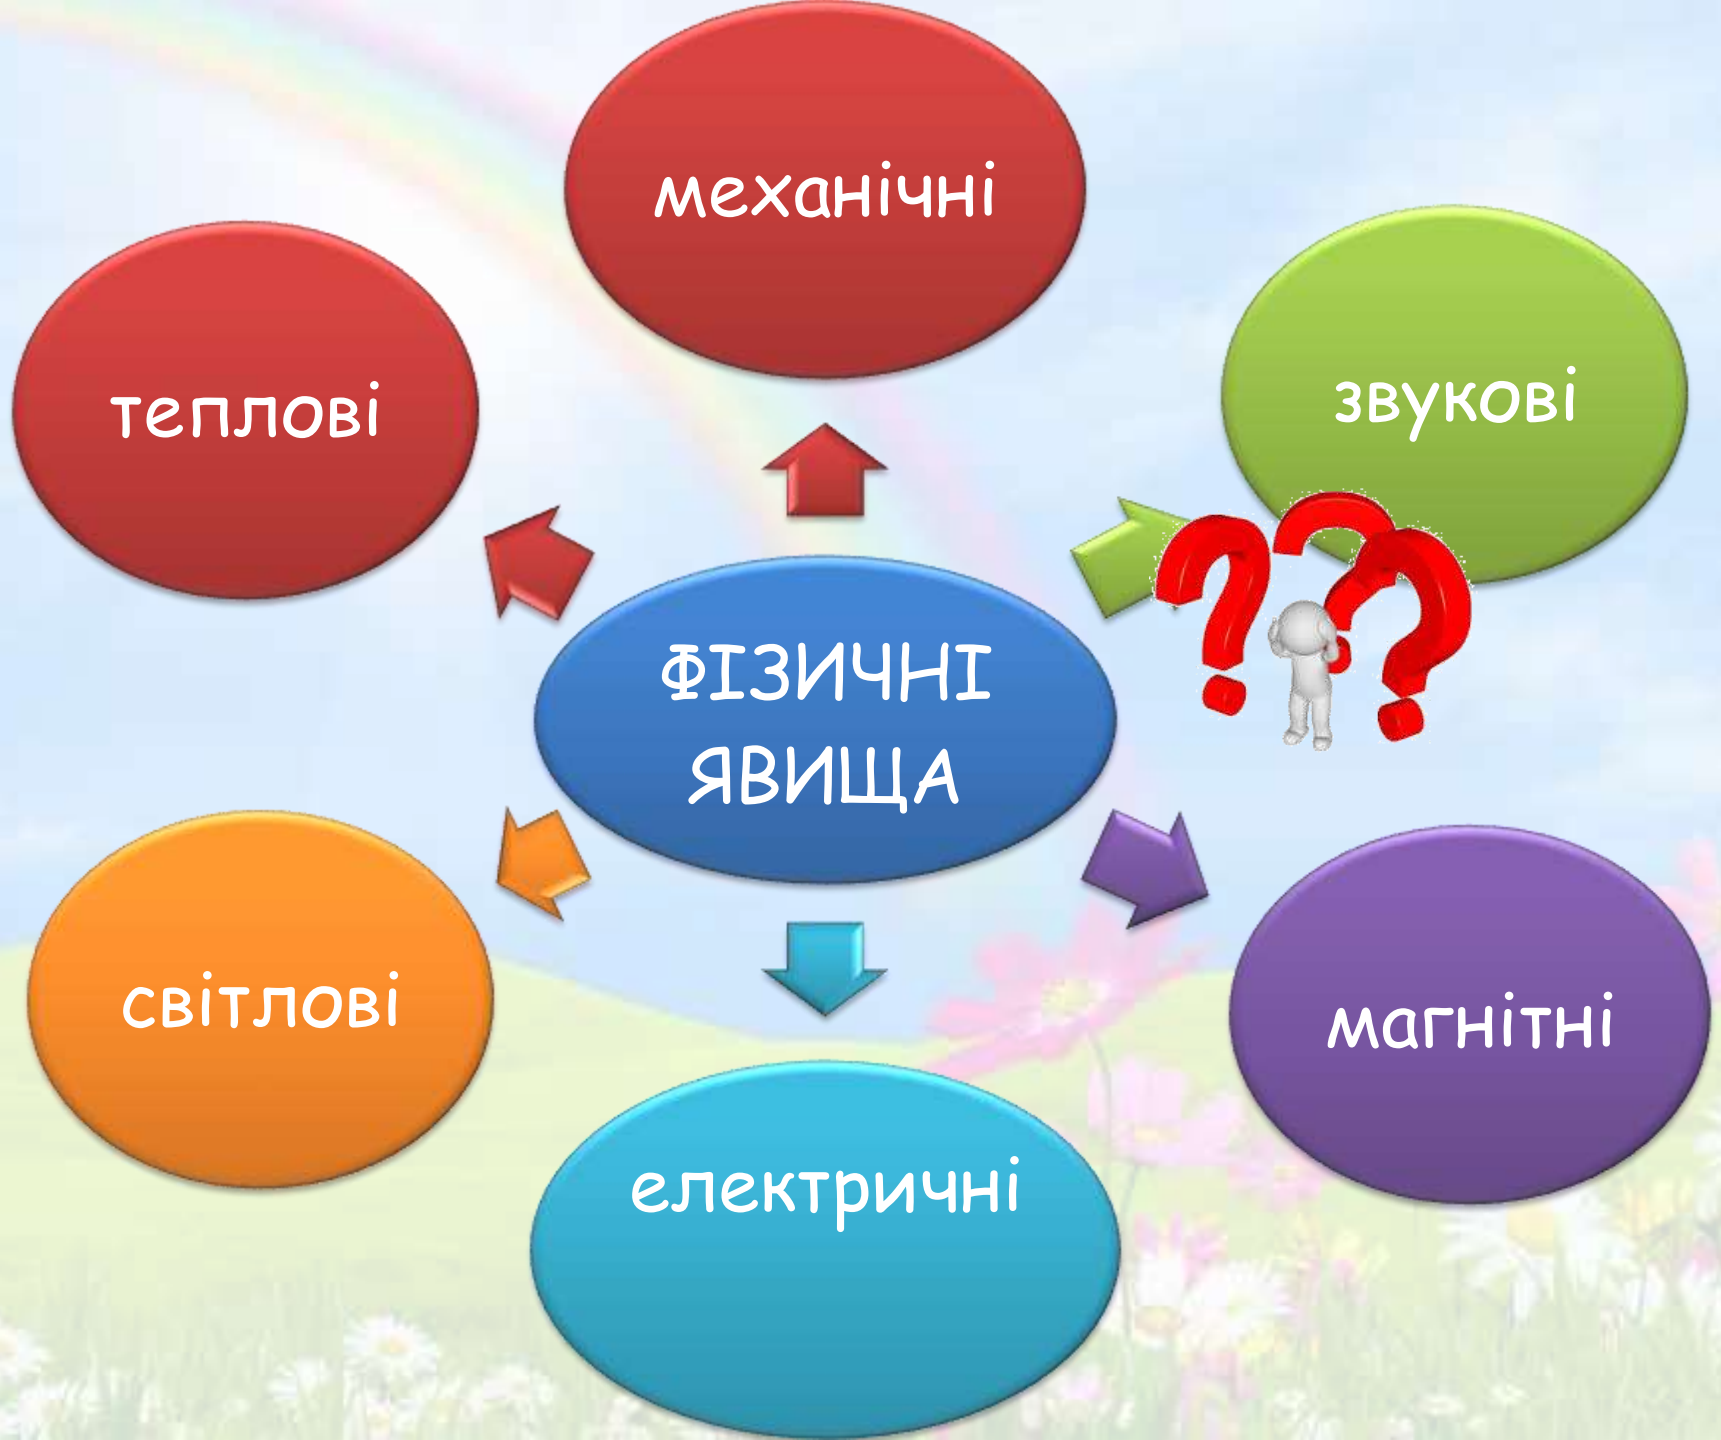 механічні
теплові
звукові
ФІЗИЧНІ
ЯВИЩА
світлові
магнітні
електричні